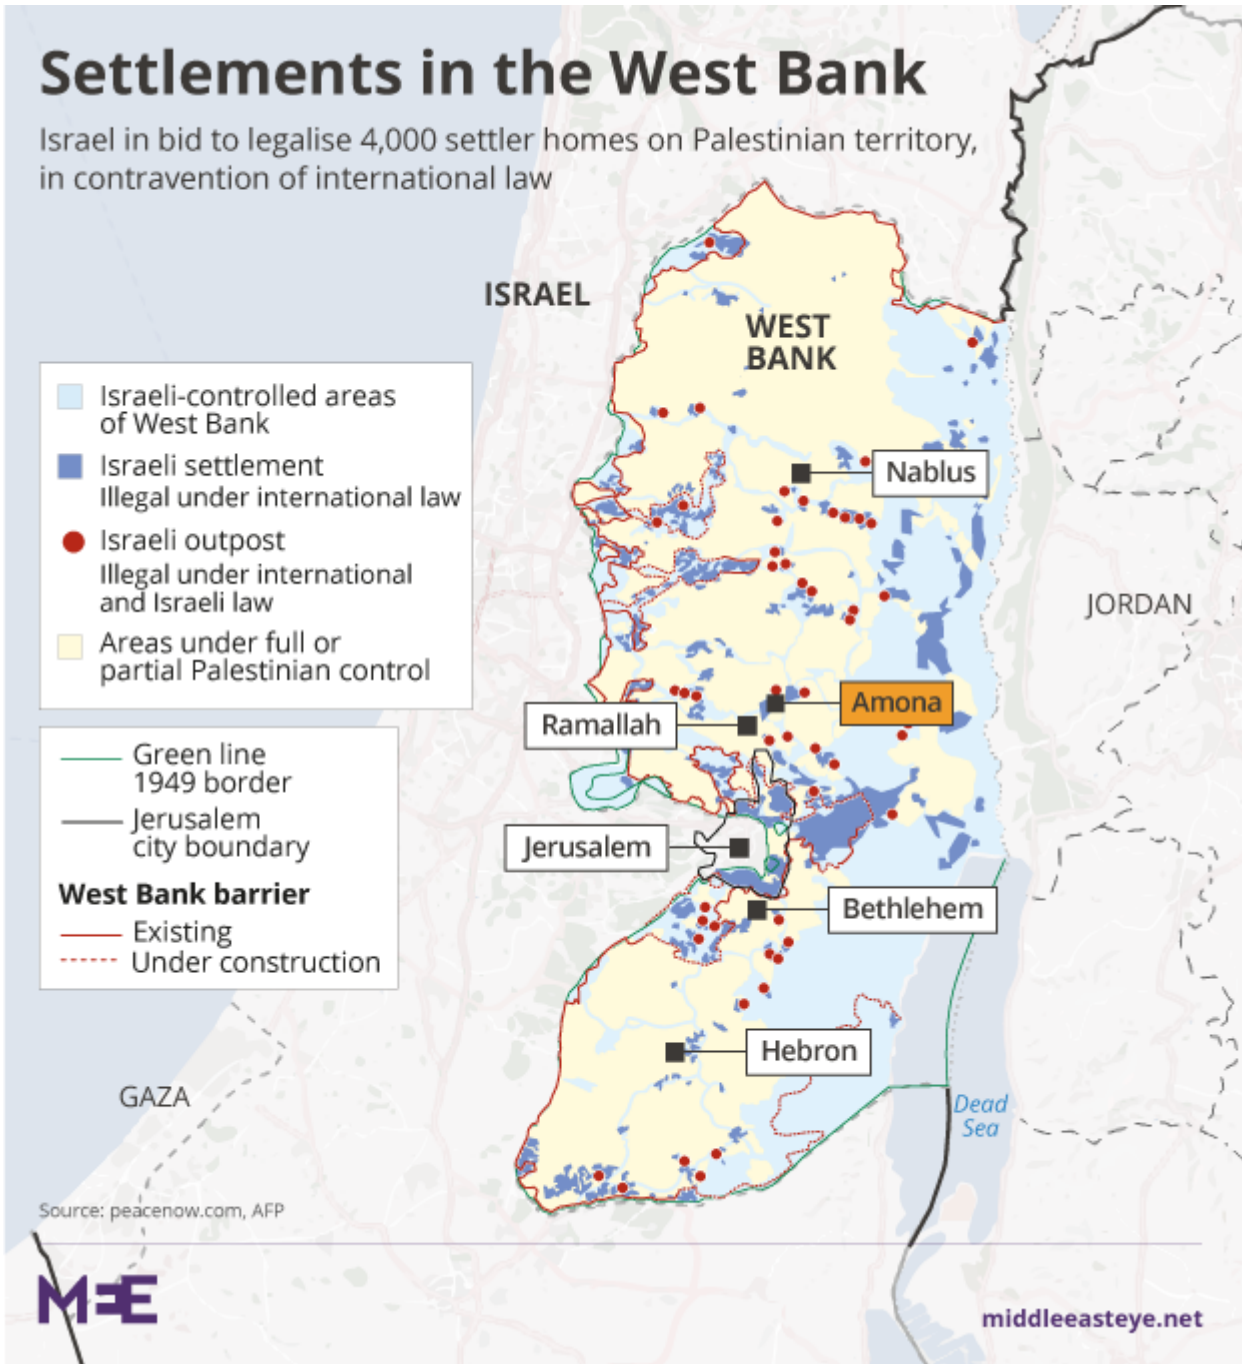 Settlements in the West Bank
Israel in bid to legalise 4,000 settler homes on Palestinian territory,
in contravention of international law
ISRAEL
WEST
BANK
Israeli-controlled areas
of West Bank
Israeli settlement
Illegal under international law
Israeli outpost
Illegal under international
and Israeli law
Areas under full or
partial Palestinian control
Nablus
JORDAN
Amona
Ramallah
Green line
1949 border
Jerusalem
city boundary
West Bank barrier
Existing
Under construction
Jerusalem
Bethlehem
Hebron
GAZA
Dead
Sea
Source: peacenow.com, AFP
MEE
middleeasteye.net